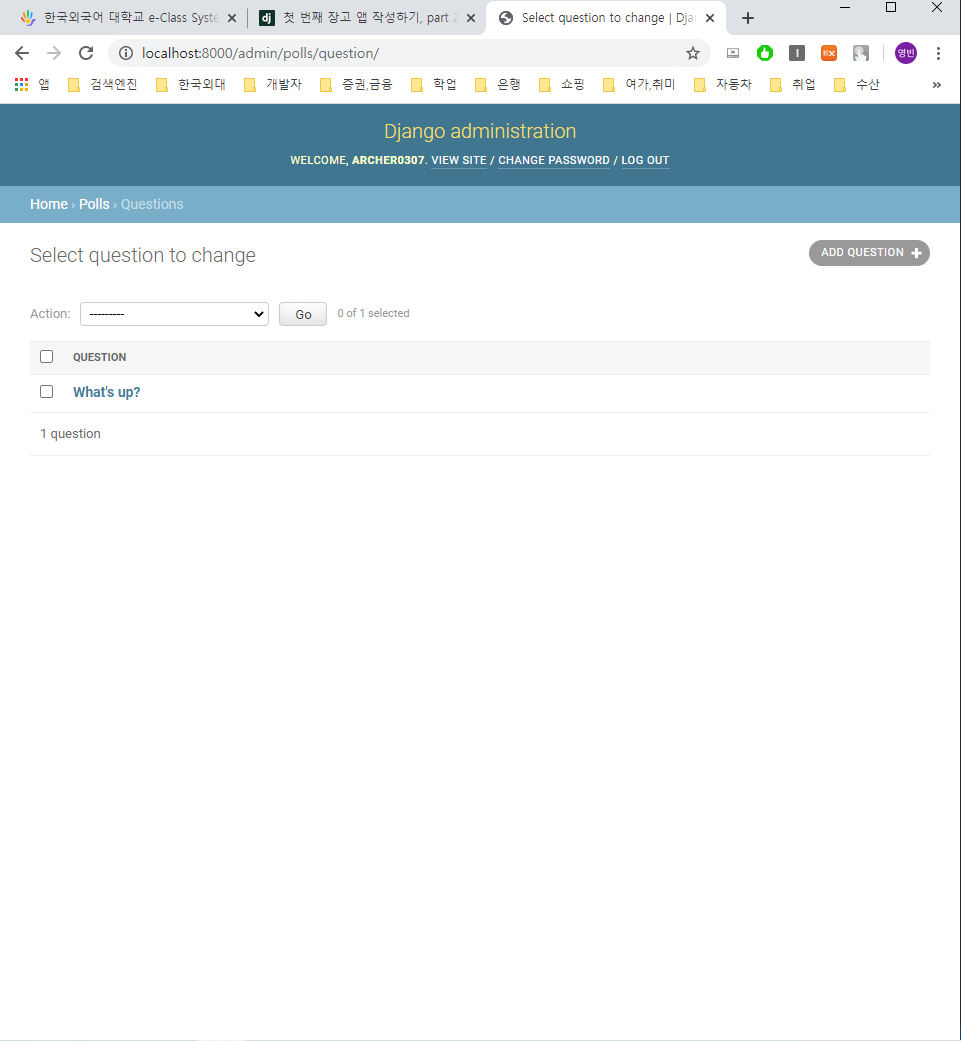 한국외국어 대학교 e-Class Syste
dj 첫 번째 장고 앱 작성하기, part 2
Select question to change | Dja
localhost:8000/admin/polls/question/
EX
영빈
앱 검색엔진 한국외대 개발자 증권,금융 학업 은행 쇼핑 여가,취미 자동차 취업 수산 »
Django administration
WELCOME, ARCHER0307. VIEW SITE / CHANGE PASSWORD / LOG OUT
Home › Polls › Questions
Select question to change
ADD QUESTION +
Action: --------- Go 0 of 1 selected
QUESTION
What's up?
1 question